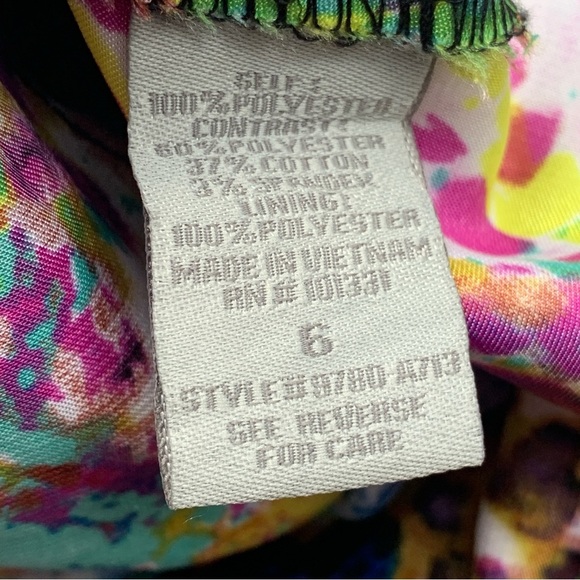 SELF:
100% POLYESTER
CONTRAST:
60% POLYESTER
37% COTTON
3% SPANDEX
LINING:
100% POLYESTER
MADE IN VIETNAM
RN# 101331
6
STYLE# 9780-A713
SEE REVERSE
FOR CARE